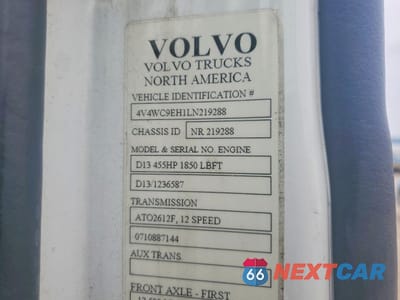 VOLVO
VOLVO TRUCKS
NORTH AMERICA
VEHICLE IDENTIFICATION #
4V4WC9EH1LN219288
CHASSIS ID NR 219288
MODEL & SERIAL NO. ENGINE
D13 455HP 1850 LBFT
D13/1236587
TRANSMISSION
ATO2612F, 12 SPEED
0710887144
AUX TRANS
FRONT AXLE - FIRST
66 NEXTCAR